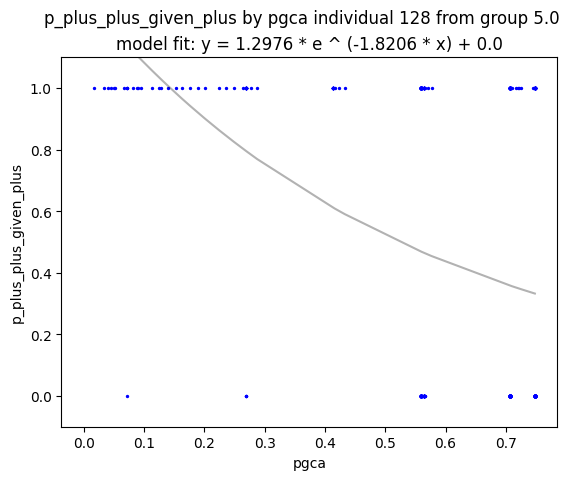 p_plus_plus_given_plus by pgca individual 128 from group 5.0
model fit: y = 1.2976 * e ^ (-1.8206 * x) + 0.0
p_plus_plus_given_plus
1.0
0.8
0.6
0.4
0.2
0.0
0.0 0.1 0.2 0.3 0.4 0.5 0.6 0.7
pgca